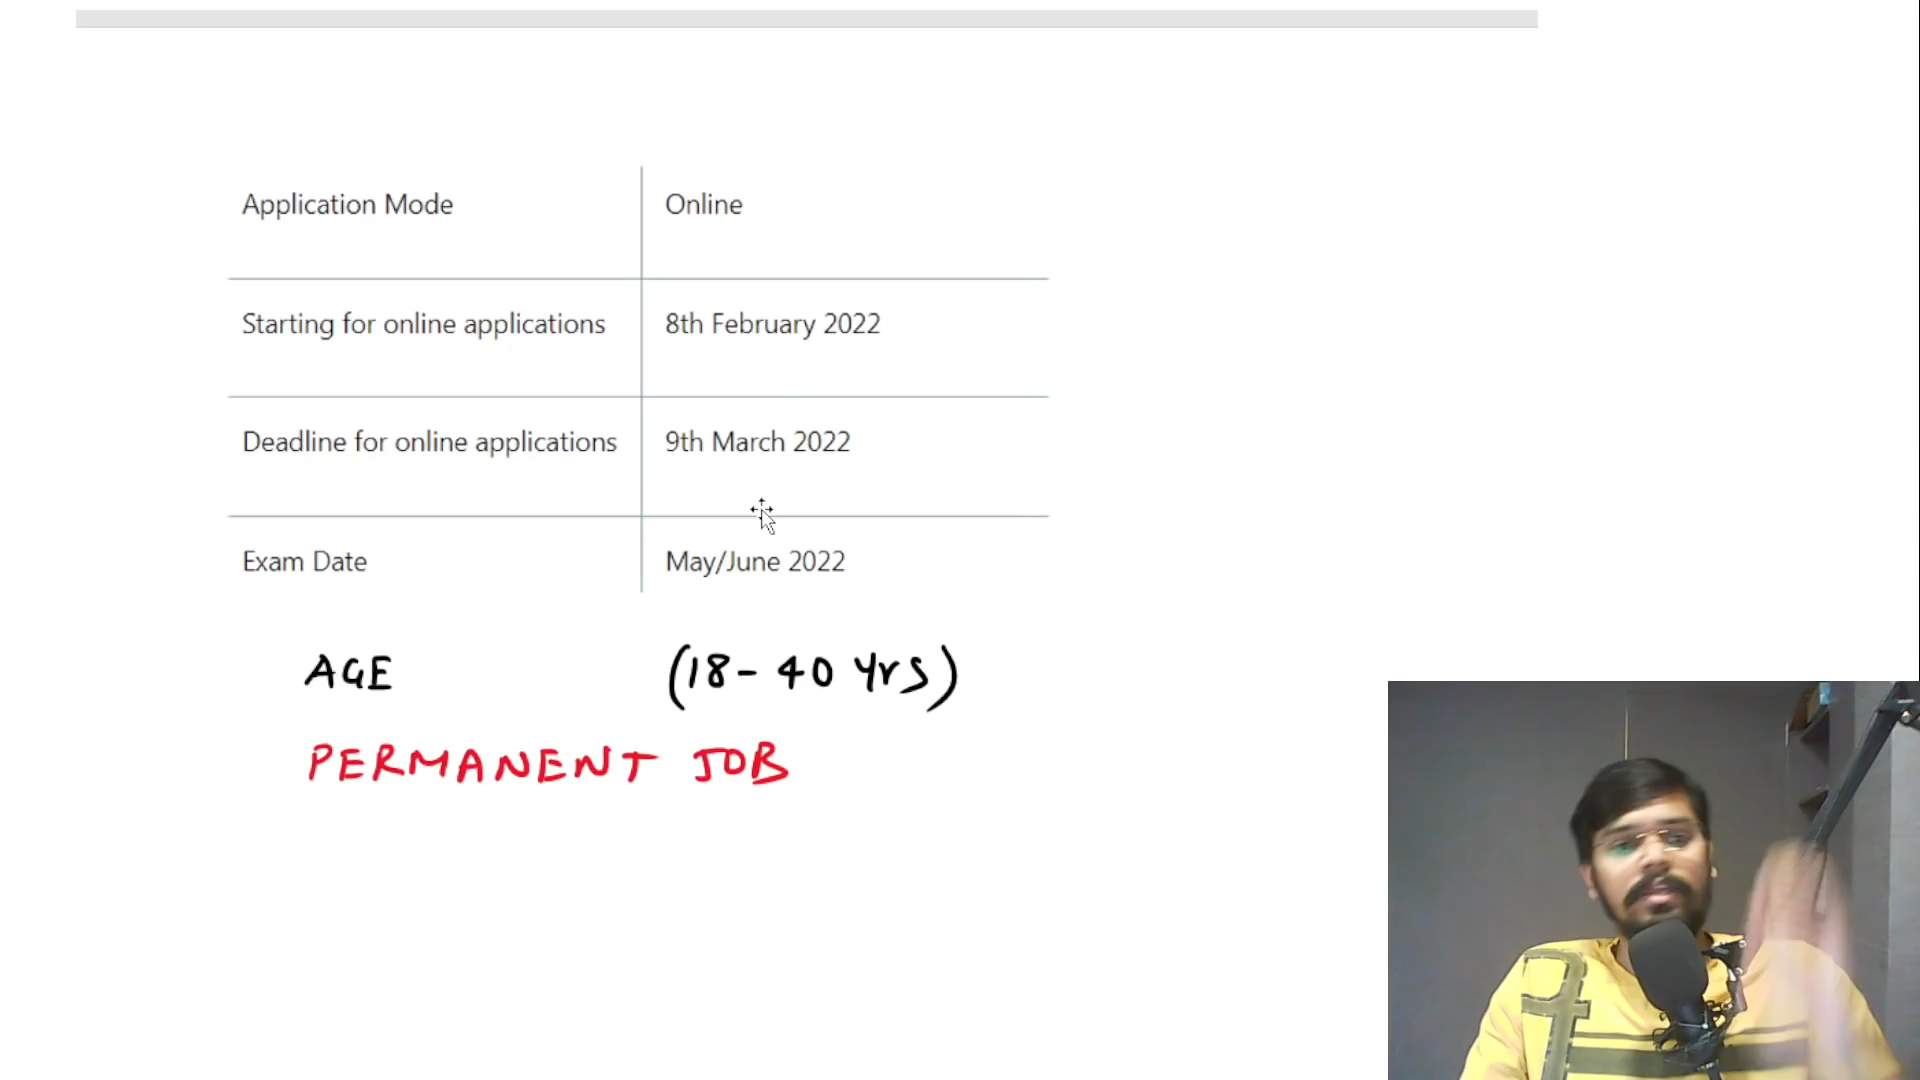 Application Mode Online
Starting for online applications 8th February 2022
Deadline for online applications 9th March 2022
Exam Date May/June 2022
AGE (18-40 Yrs)
PERMANENT JOB